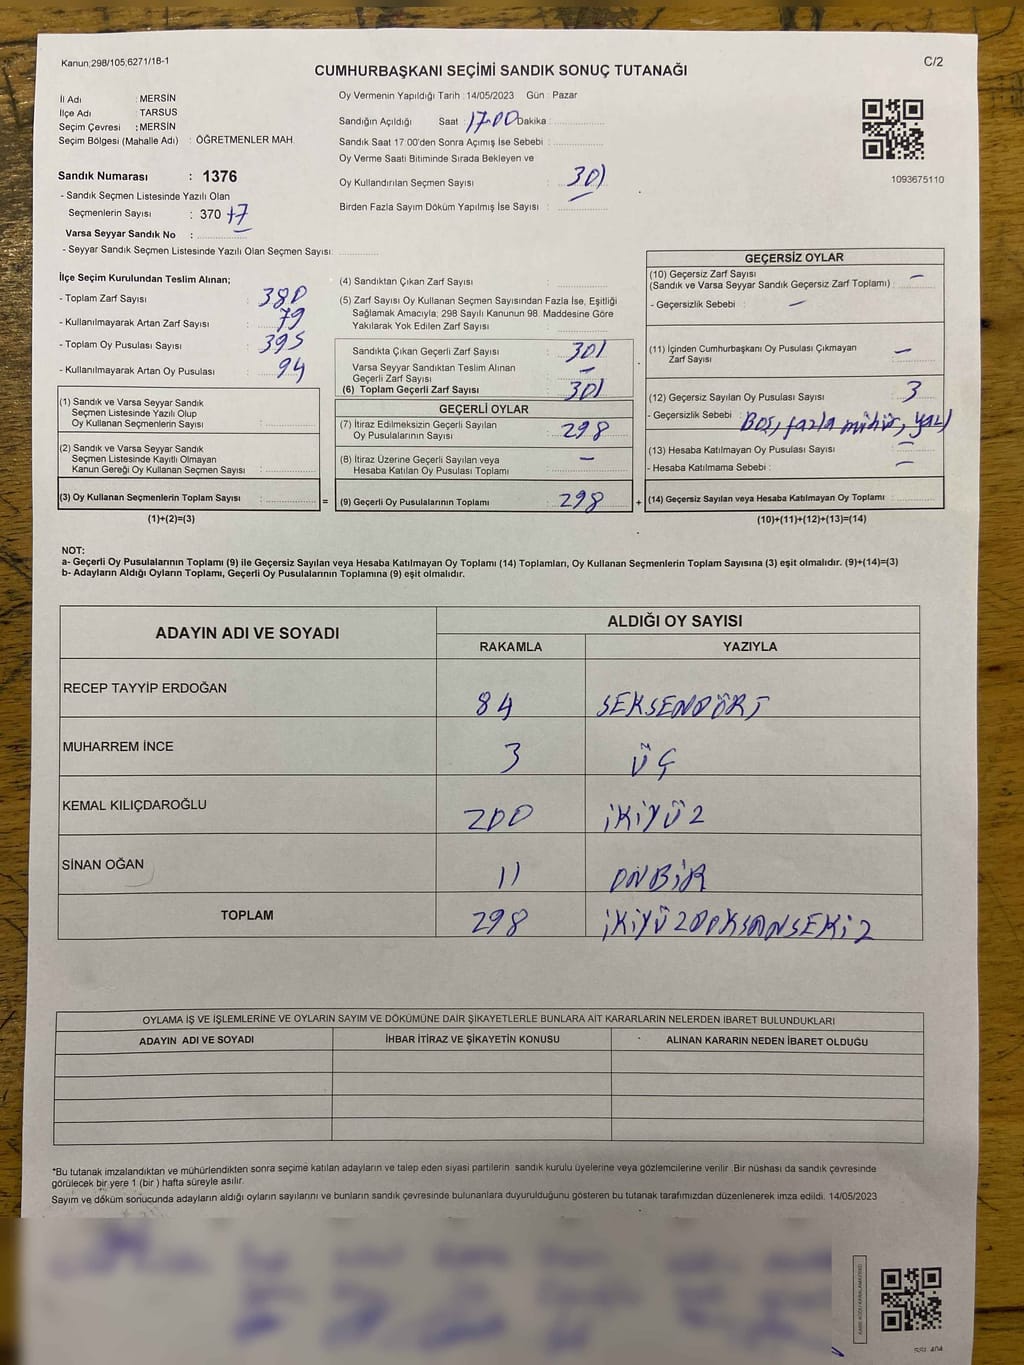 Kanun;298/105,6271/18-1
C/2
CUMHURBAŞKANI SEÇİMİ SANDIK SONUÇ TUTANAĞI
İl Adı : MERSİN
İlçe Adı : TARSUS
Seçim Çevresi : MERSİN
Seçim Bölgesi (Mahalle Adı) : ÖĞRETMENLER MAH.
Oy Vermenin Yapıldığı Tarih : 14/05/2023 Gün : Pazar
Sandığın Açıldığı Saat : 17.00 Dakika :
Sandık Saat 17:00'den Sonra Açımış İse Sebebi :
Oy Verme Saati Bitiminde Sırada Bekleyen ve
Oy Kullandırılan Seçmen Sayısı : 301
Birden Fazla Sayım Döküm Yapılmış İse Sayısı :
1093675110
Sandık Numarası : 1376
- Sandık Seçmen Listesinde Yazılı Olan
Seçmenlerin Sayısı : 370 +7
Varsa Seyyar Sandık No :
- Seyyar Sandık Seçmen Listesinde Yazılı Olan Seçmen Sayısı:
İlçe Seçim Kurulundan Teslim Alınan;
- Toplam Zarf Sayısı : 380
- Kullanılmayarak Artan Zarf Sayısı : 79
- Toplam Oy Pusulası Sayısı : 395
- Kullanılmayarak Artan Oy Pusulası : 94
(1) Sandık ve Varsa Seyyar Sandık
Seçmen Listesinde Yazılı Olup
Oy Kullanan Seçmenlerin Sayısı :
(2) Sandık ve Varsa Seyyar Sandık
Seçmen Listesinde Kayıtlı Olmayan
Kanun Gereği Oy Kullanan Seçmen Sayısı :
(3) Oy Kullanan Seçmenlerin Toplam Sayısı :
(1)+(2)=(3)
=
(4) Sandıktan Çıkan Zarf Sayısı :
(5) Zarf Sayısı Oy Kullanan Seçmen Sayısından Fazla İse, Eşitliği
Sağlamak Amacıyla; 298 Sayılı Kanunun 98. Maddesine Göre
Yakılarak Yok Edilen Zarf Sayısı :
Sandıkta Çıkan Geçerli Zarf Sayısı : 301
Varsa Seyyar Sandıktan Teslim Alınan
Geçerli Zarf Sayısı : -
(6) Toplam Geçerli Zarf Sayısı : 301
GEÇERLİ OYLAR
(7) İtiraz Edilmeksizin Geçerli Sayılan
Oy Pusulalarının Sayısı : 298
(8) İtiraz Üzerine Geçerli Sayılan veya
Hesaba Katılan Oy Pusulası Toplamı : -
(9) Geçerli Oy Pusulalarının Toplamı : 298
+
GEÇERSİZ OYLAR
(10) Geçersiz Zarf Sayısı -
(Sandık ve Varsa Seyyar Sandık Geçersiz Zarf Toplamı) :
- Geçersizlik Sebebi : -
(11) İçinden Cumhurbaşkanı Oy Pusulası Çıkmayan
Zarf Sayısı : -
(12) Geçersiz Sayılan Oy Pusulası Sayısı : 3
- Geçersizlik Sebebi : Boş, fazla mühür, yazı
(13) Hesaba Katılmayan Oy Pusulası Sayısı : -
- Hesaba Katılmama Sebebi : -
(14) Geçersiz Sayılan veya Hesaba Katılmayan Oy Toplamı :
(10)+(11)+(12)+(13)=(14)
NOT:
a- Geçerli Oy Pusulalarının Toplamı (9) ile Geçersiz Sayılan veya Hesaba Katılmayan Oy Toplamı (14) Toplamları, Oy Kullanan Seçmenlerin Toplam Sayısına (3) eşit olmalıdır. (9)+(14)=(3)
b- Adayların Aldığı Oyların Toplamı, Geçerli Oy Pusulalarının Toplamına (9) eşit olmalıdır.
ADAYIN ADI VE SOYADI
ALDIĞI OY SAYISI
RAKAMLA YAZIYLA
RECEP TAYYİP ERDOĞAN 84 SEKSENDÖRT
MUHARREM İNCE 3 ÜÇ
KEMAL KILIÇDAROĞLU 200 İKİYÜZ
SİNAN OĞAN 11 ONBİR
TOPLAM 298 İKİYÜZDOKSANSEKİZ
OYLAMA İŞ VE İŞLEMLERİNE VE OYLARIN SAYIM VE DÖKÜMÜNE DAİR ŞİKAYETLERLE BUNLARA AİT KARARLARIN NELERDEN İBARET BULUNDUKLARI
ADAYIN ADI VE SOYADI İHBAR İTİRAZ VE ŞİKAYETİN KONUSU ALINAN KARARIN NEDEN İBARET OLDUĞU
*Bu tutanak imzalandıktan ve mühürlendikten sonra seçime katılan adayların ve talep eden siyasi partilerin sandık kurulu üyelerine veya gözlemcilerine verilir .Bir nüshası da sandık çevresinde
görülecek bir yere 1 (bir ) hafta süreyle asılır.
Sayım ve döküm sonucunda adayların aldığı oyların sayılarını ve bunların sandık çevresinde bulunanlara duyurulduğunu gösteren bu tutanak tarafımızdan düzenlenerek imza edildi. 14/05/2023